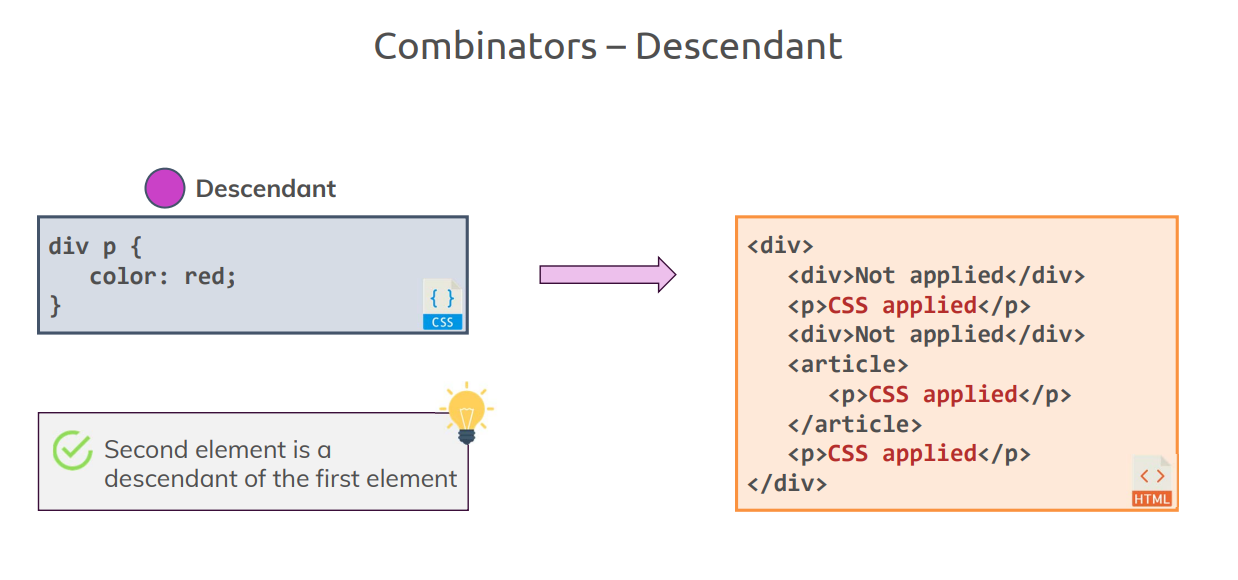 Combinators – Descendant
Descendant
div p {
color: red;
}
{ }
CSS
Second element is a
descendant of the first element
<div>
<div>Not applied</div>
<p>CSS applied</p>
<div>Not applied</div>
<article>
<p>CSS applied</p>
</article>
<p>CSS applied</p>
</div>
< >
HTML